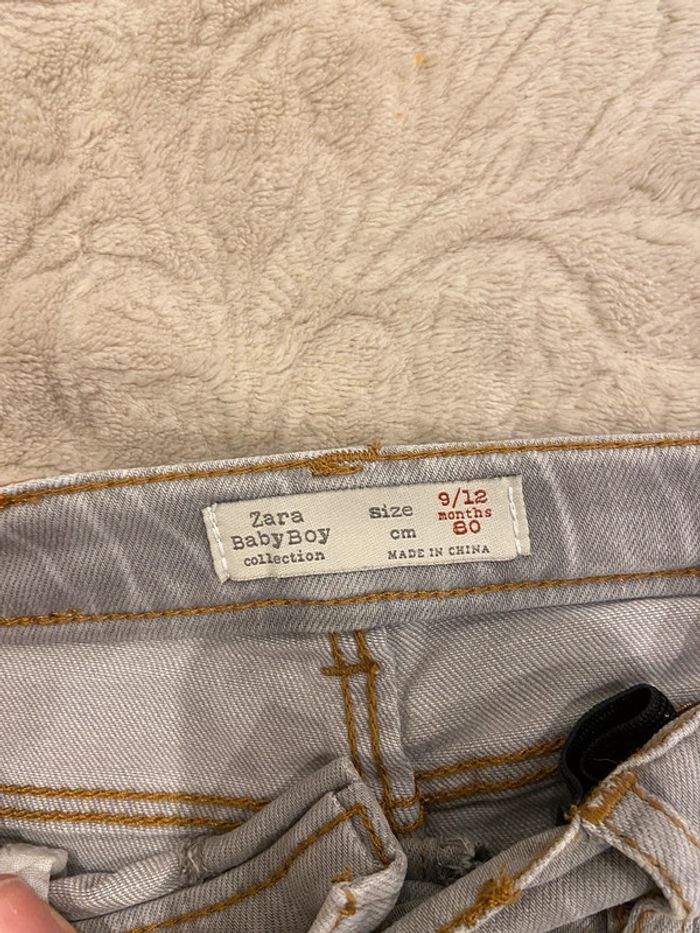 Zara
BabyBoy
collection
size 9/12
months
cm 80
MADE IN CHINA